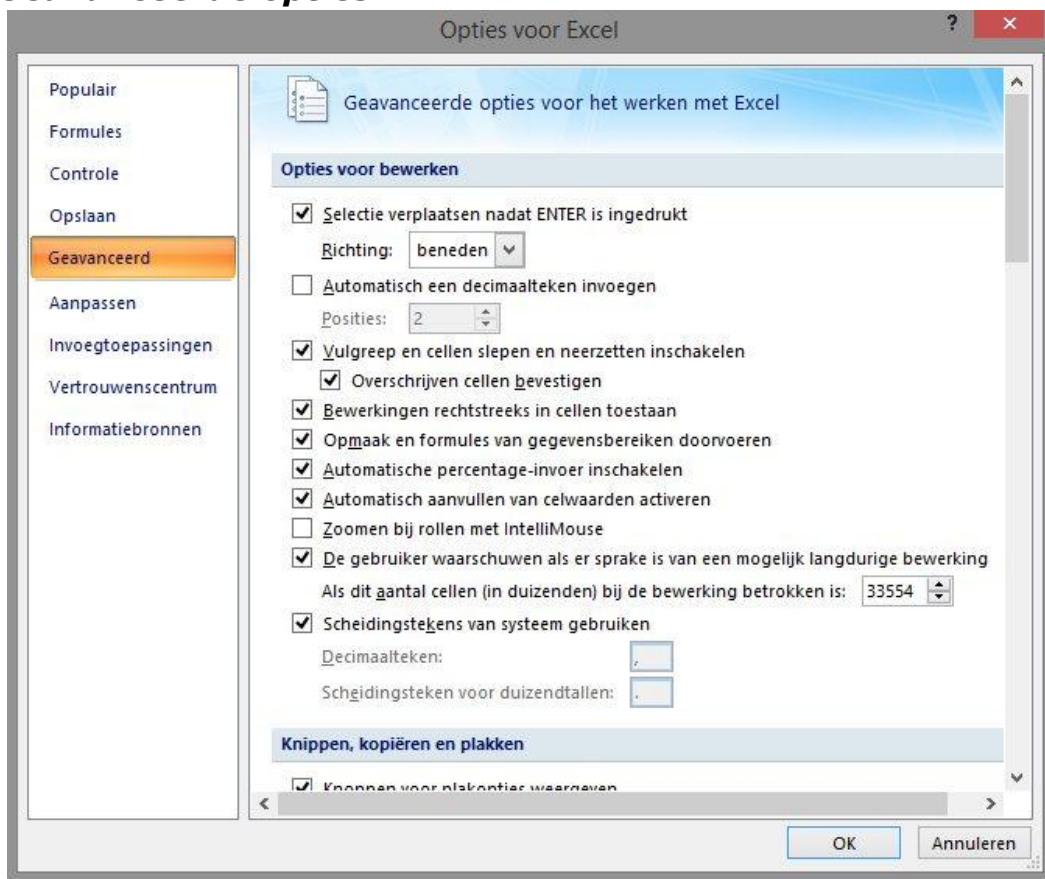 Opties voor Excel
?
Populair
Formules
Controle
Opslaan
Geavanceerd
Aanpassen
Invoegtoepassingen
Vertrouwenscentrum
Informatiebronnen
Geavanceerde opties voor het werken met Excel
Opties voor bewerken
Selectie verplaatsen nadat ENTER is ingedrukt
Richting: beneden
Automatisch een decimaalteken invoegen
Posities: 2
Vulgreep en cellen slepen en neerzetten inschakelen
Overschrijven cellen bevestigen
Bewerkingen rechtstreeks in cellen toestaan
Opmaak en formules van gegevensbereiken doorvoeren
Automatische percentage-invoer inschakelen
Automatisch aanvullen van celwaarden activeren
Zoomen bij rollen met IntelliMouse
De gebruiker waarschuwen als er sprake is van een mogelijk langdurige bewerking
Als dit aantal cellen (in duizenden) bij de bewerking betrokken is: 33554
Scheidingstekens van systeem gebruiken
Decimaalteken: ,
Scheidingsteken voor duizendtallen: .
Knippen, kopiëren en plakken
Knoppen voor plakopties weergeven
OK
Annuleren